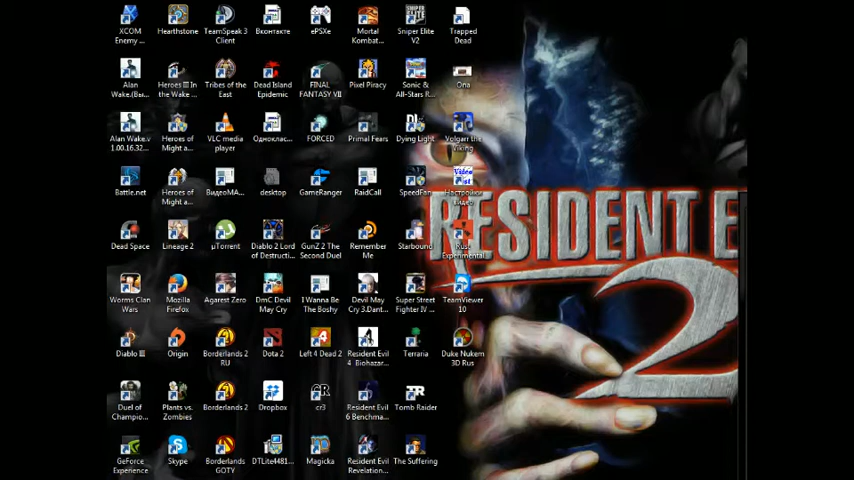 XCOM
Enemy ...
Hearthstone
TeamSpeak 3
Client
Вконтакте
ePSXe
Mortal
Kombat...
Sniper Elite
V2
Trapped
Dead
Alan
Wake.(Ва...
Heroes III In
the Wake ...
Tribes of the
East
Dead Island
Epidemic
FINAL
FANTASY VII
Pixel Piracy
Sonic &
All-Stars R...
Ona
Alan Wake.v
1.00.16.32...
Heroes of
Might a...
VLC media
player
Одноклас...
FORCED
Primal Fears
Dying Light
Volgarr the
Viking
Battle.net
Heroes of
Might a...
ВидеоМА...
desktop
GameRanger
RaidCall
SpeedFan
Настройки
Видео
Dead Space
Lineage 2
µTorrent
Diablo 2 Lord
of Destructi...
GunZ 2 The
Second Duel
Remember
Me
Starbound
Rust
Experimental
Worms Clan
Wars
Mozilla
Firefox
Agarest Zero
DmC Devil
May Cry
I Wanna Be
The Boshy
Devil May
Cry 3.Dant...
Super Street
Fighter IV ...
TeamViewer
10
Diablo III
Origin
Borderlands 2
RU
Dota 2
Left 4 Dead 2
Resident Evil
4 Biohazar...
Terraria
Duke Nukem
3D Rus
Duel of
Champio...
Plants vs.
Zombies
Borderlands 2
Dropbox
cr3
Resident Evil
6 Benchma...
Tomb Raider
GeForce
Experience
Skype
Borderlands
GOTY
DTLite4481...
Magicka
Resident Evil
Revelation...
The Suffering
RESIDENT E
2